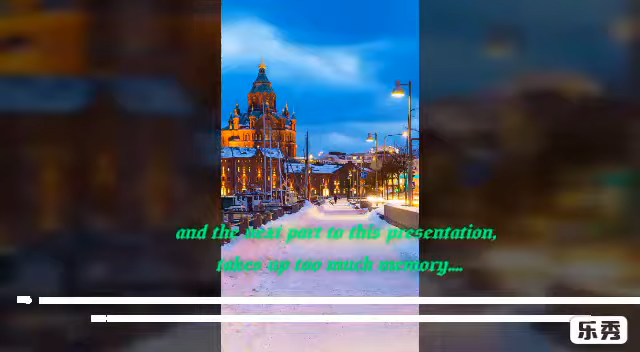 and the next part to this presentation,
takes up too much memory....
乐秀